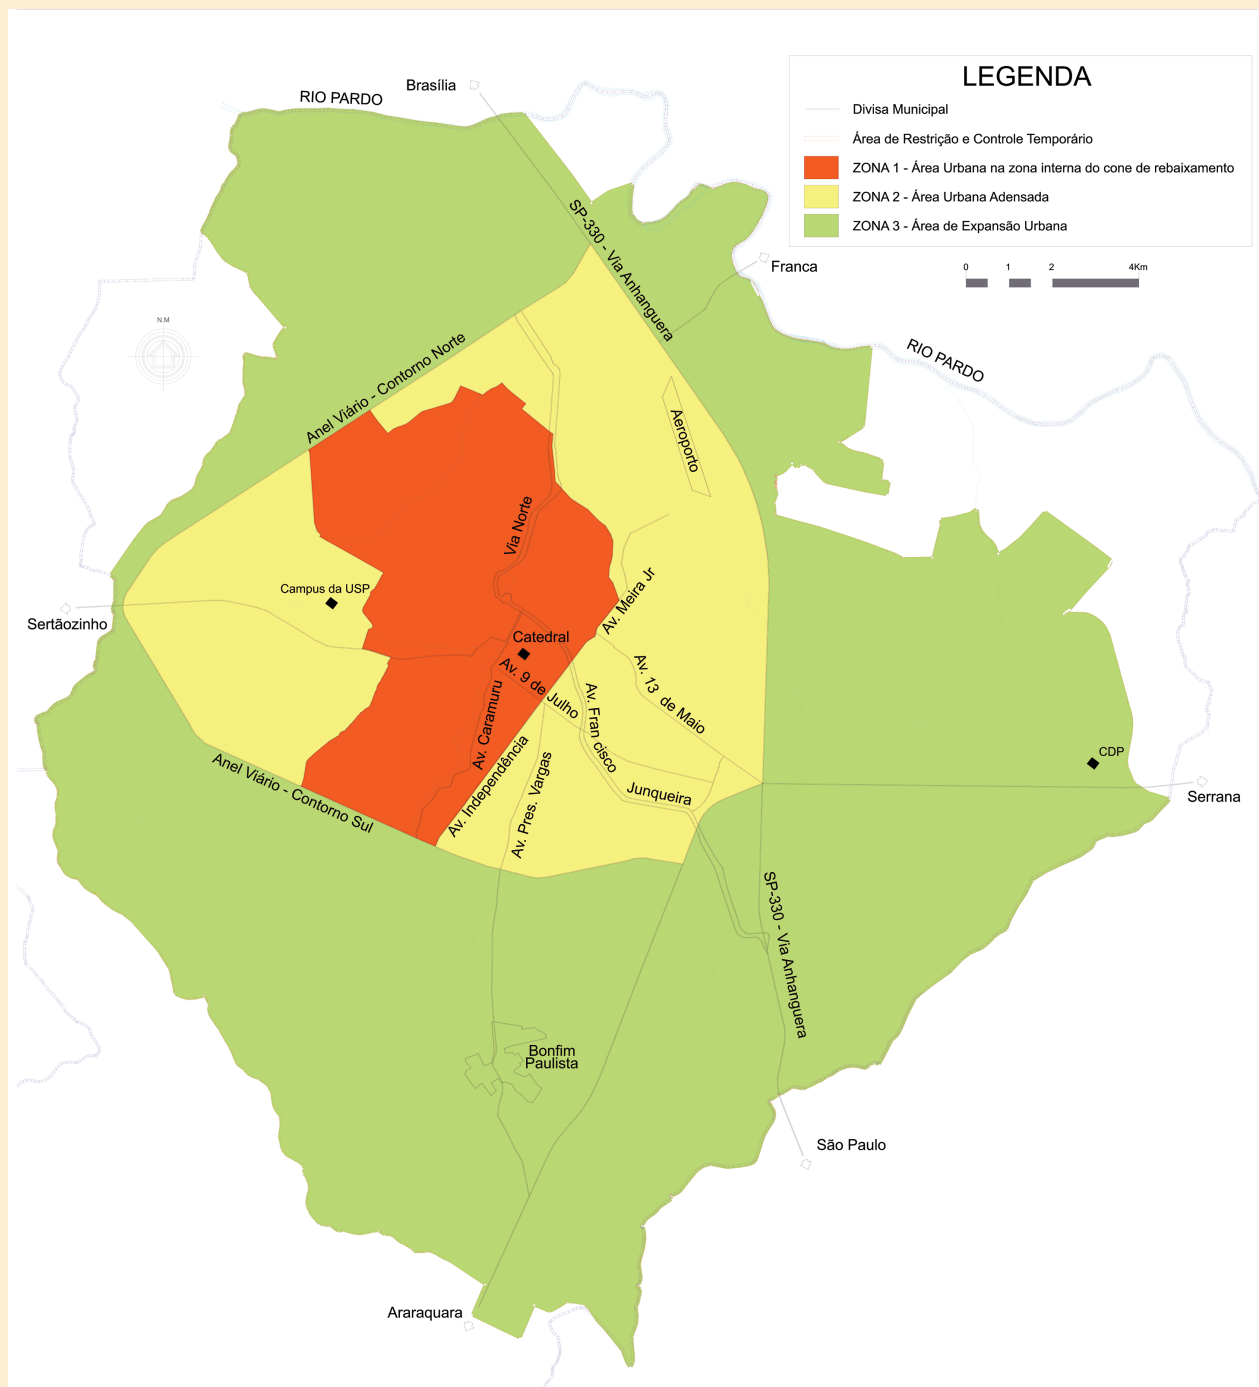 LEGENDA
Divisa Municipal
Área de Restrição e Controle Temporário
ZONA 1 - Área Urbana na zona interna do cone de rebaixamento
ZONA 2 - Área Urbana Adensada
ZONA 3 - Área de Expansão Urbana
0 1 2 4Km
Brasília
RIO PARDO
SP-330 - Via Anhanguera
Franca
N.M
RIO PARDO
Anel Viário - Contorno Norte
Aeroporto
Via Norte
Campus da USP
Av. Meira Jr
Sertãozinho
Catedral
Av. 9 de Julho
Av. 13 de Maio
Av. Caramuru
Av. Fran cisco
Junqueira
Av. Independência
Av. Pres. Vargas
Anel Viário - Contorno Sul
CDP
Serrana
SP-330 - Via Anhanguera
Bonfim
Paulista
São Paulo
Araraquara